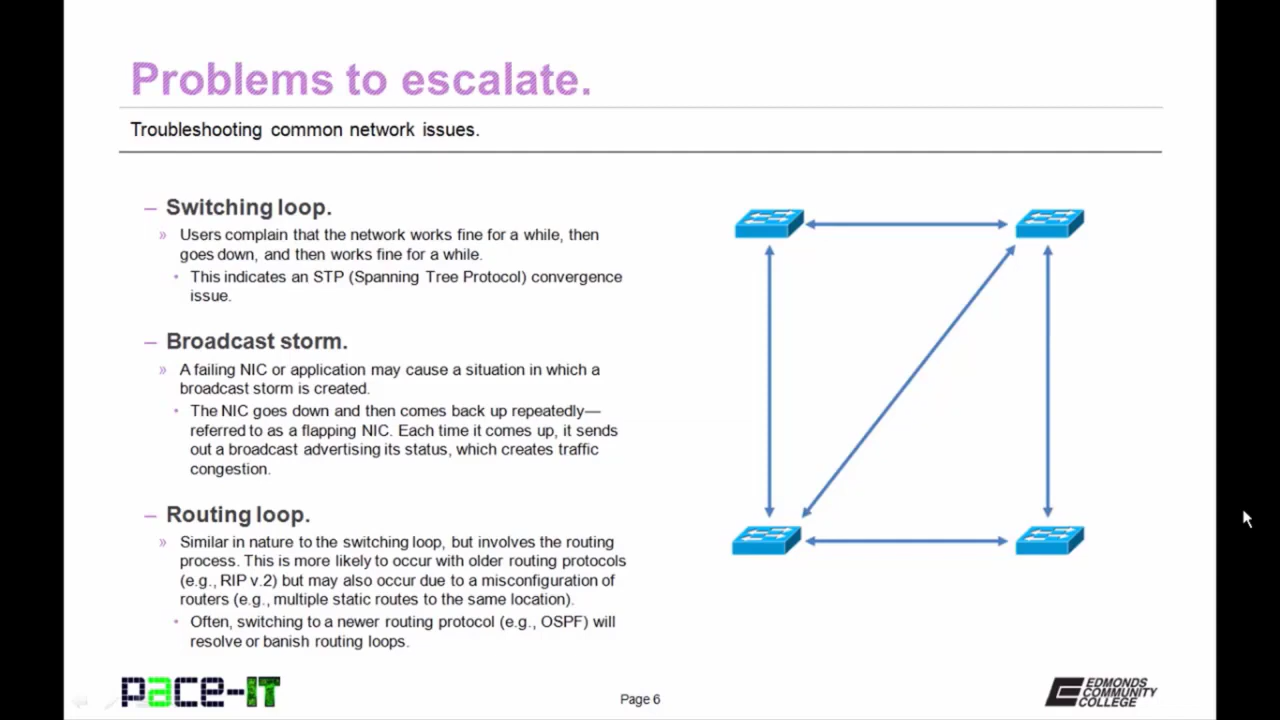 Problems to escalate.
Troubleshooting common network issues.
– Switching loop.
» Users complain that the network works fine for a while, then
goes down, and then works fine for a while.
• This indicates an STP (Spanning Tree Protocol) convergence
issue.
– Broadcast storm.
» A failing NIC or application may cause a situation in which a
broadcast storm is created.
• The NIC goes down and then comes back up repeatedly—
referred to as a flapping NIC. Each time it comes up, it sends
out a broadcast advertising its status, which creates traffic
congestion.
– Routing loop.
» Similar in nature to the switching loop, but involves the routing
process. This is more likely to occur with older routing protocols
(e.g., RIP v.2) but may also occur due to a misconfiguration of
routers (e.g., multiple static routes to the same location).
• Often, switching to a newer routing protocol (e.g., OSPF) will
resolve or banish routing loops.
pace-IT
Page 6
EDMONDS
COMMUNITY
COLLEGE